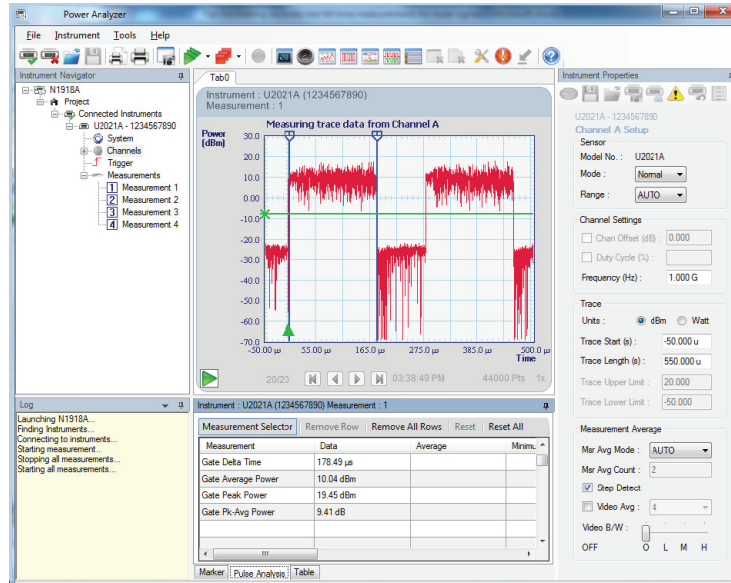 Power Analyzer
File Instrument Tools Help
Instrument Navigator
N1918A
Project
Connected Instruments
U2021A - 1234567890
System
Channels
Trigger
Measurements
1 Measurement 1
2 Measurement 2
3 Measurement 3
4 Measurement 4
Tab0
Instrument : U2021A (1234567890)
Measurement : 1
Measuring trace data from Channel A
Power
(dBm)
30.0
20.0
10.0
0.00
-10.0
-20.0
-30.0
-40.0
-50.0
-60.0
-70.0
-50.00 µs 55.00 µs 165.0 µs 275.0 µs 385.0 µs 500.0 µs
Time
1
2
20/23 03:38:49 PM 44000 Pts 1x
Instrument Properties
U2021A - 1234567890
Channel A Setup
Sensor
Model No. : U2021A
Mode : Normal
Range : AUTO
Channel Settings
Chan Offset (dB) : 0.000
Duty Cycle (%) : 
Frequency (Hz) : 1.000 G
Trace
Units : dBm Watt
Trace Start (s) : -50.000 u
Trace Length (s) : 550.000 u
Trace Upper Limit : 20.000
Trace Lower Limit : -50.000
Measurement Average
Msr Avg Mode : AUTO
Msr Avg Count : 2
Step Detect
Video Avg : 4
Video B/W :
OFF O L M H
Log
Launching N1918A...
Finding Instruments...
Connecting to instruments...
Starting measurement..
Stopping all measurements...
Starting all measurements...
Instrument : U2021A (1234567890) Measurement : 1
Measurement Selector Remove Row Remove All Rows Reset Reset All
Measurement Data Average Minimu
Gate Delta Time 178.49 µs
Gate Average Power 10.04 dBm
Gate Peak Power 19.45 dBm
Gate Pk-Avg Power 9.41 dB
Marker Pulse Analysis Table